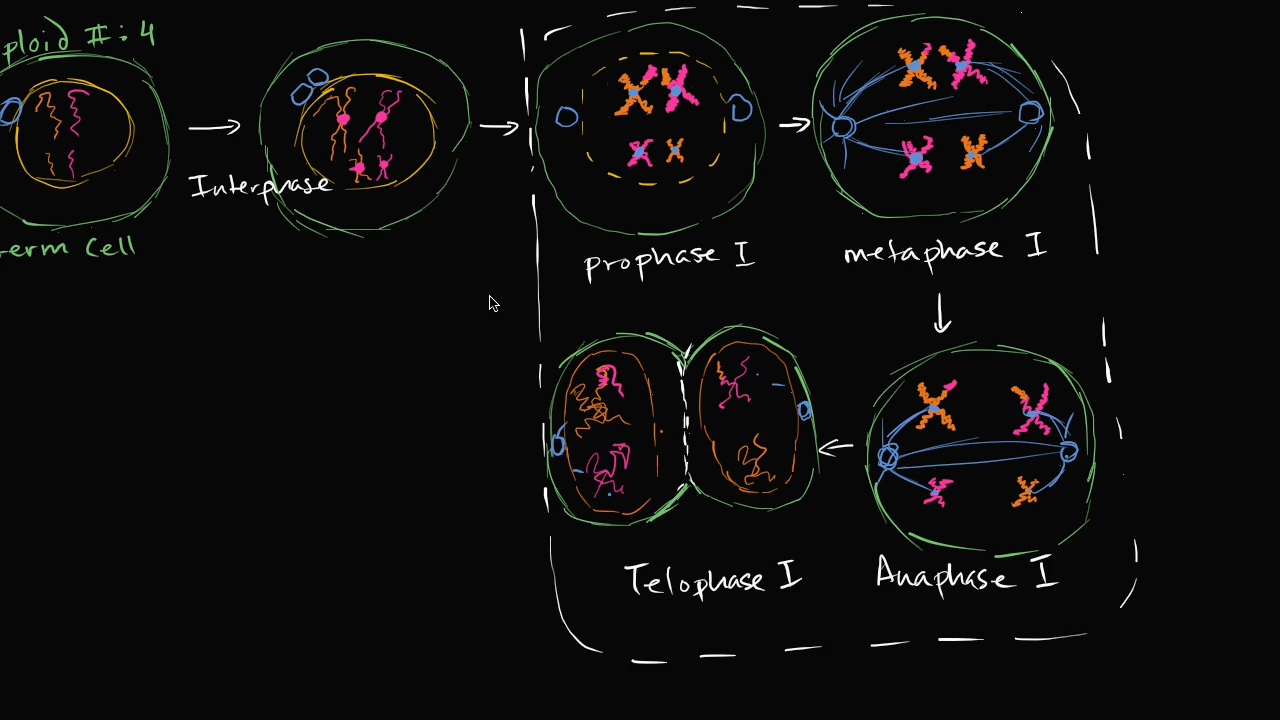 ploid #: 4
Interphase
erm Cell
prophase I
metaphase I
Telophase I
Anaphase I